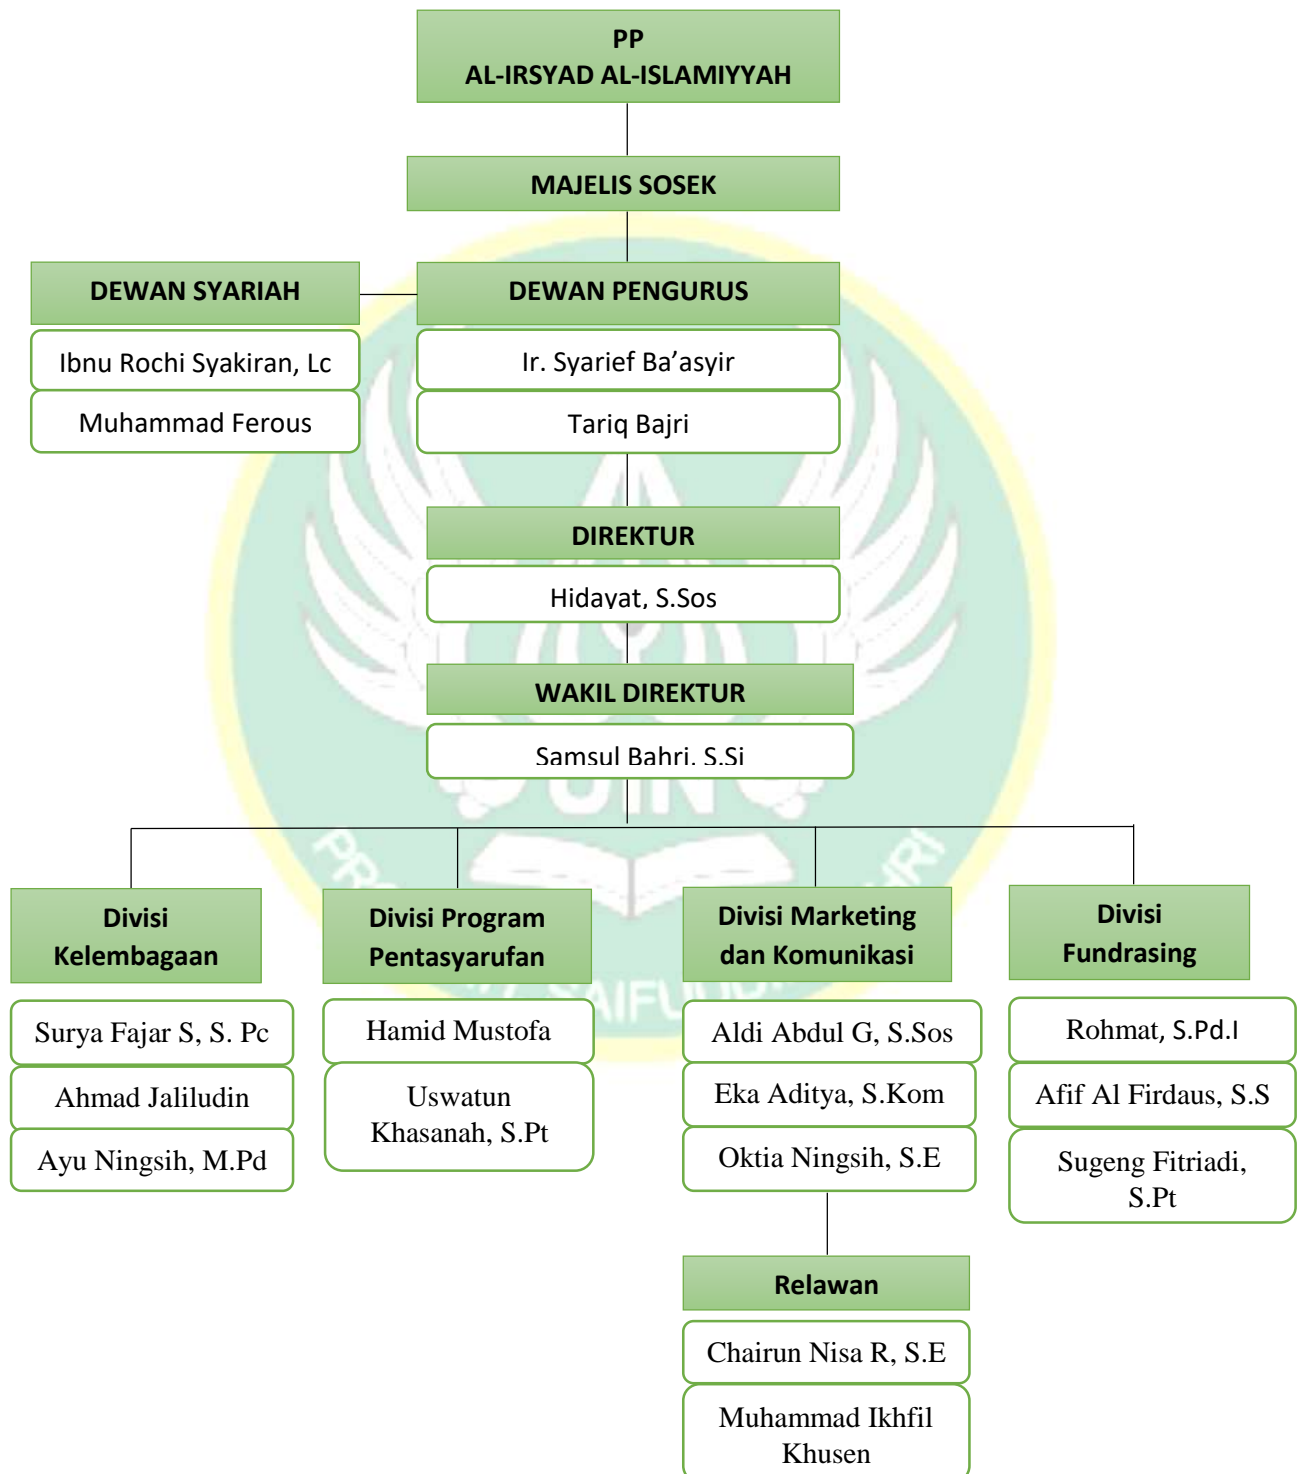 PP
AL-IRSYAD AL-ISLAMIYYAH
MAJELIS SOSEK
DEWAN SYARIAH
Ibnu Rochi Syakiran, Lc
Muhammad Ferous
DEWAN PENGURUS
Ir. Syarief Ba’asyir
Tariq Bajri
DIREKTUR
Hidayat, S.Sos
WAKIL DIREKTUR
Samsul Bahri, S.Si
UIN
SAIFUDDIN
Divisi
Kelembagaan
Surya Fajar S, S. Pc
Ahmad Jaliludin
Ayu Ningsih, M.Pd
Divisi Program
Pentasyarufan
Hamid Mustofa
Uswatun
Khasanah, S.Pt
Divisi Marketing
dan Komunikasi
Aldi Abdul G, S.Sos
Eka Aditya, S.Kom
Oktia Ningsih, S.E
Divisi
Fundrasing
Rohmat, S.Pd.I
Afif Al Firdaus, S.S
Sugeng Fitriadi,
S.Pt
Relawan
Chairun Nisa R, S.E
Muhammad Ikhfil
Khusen